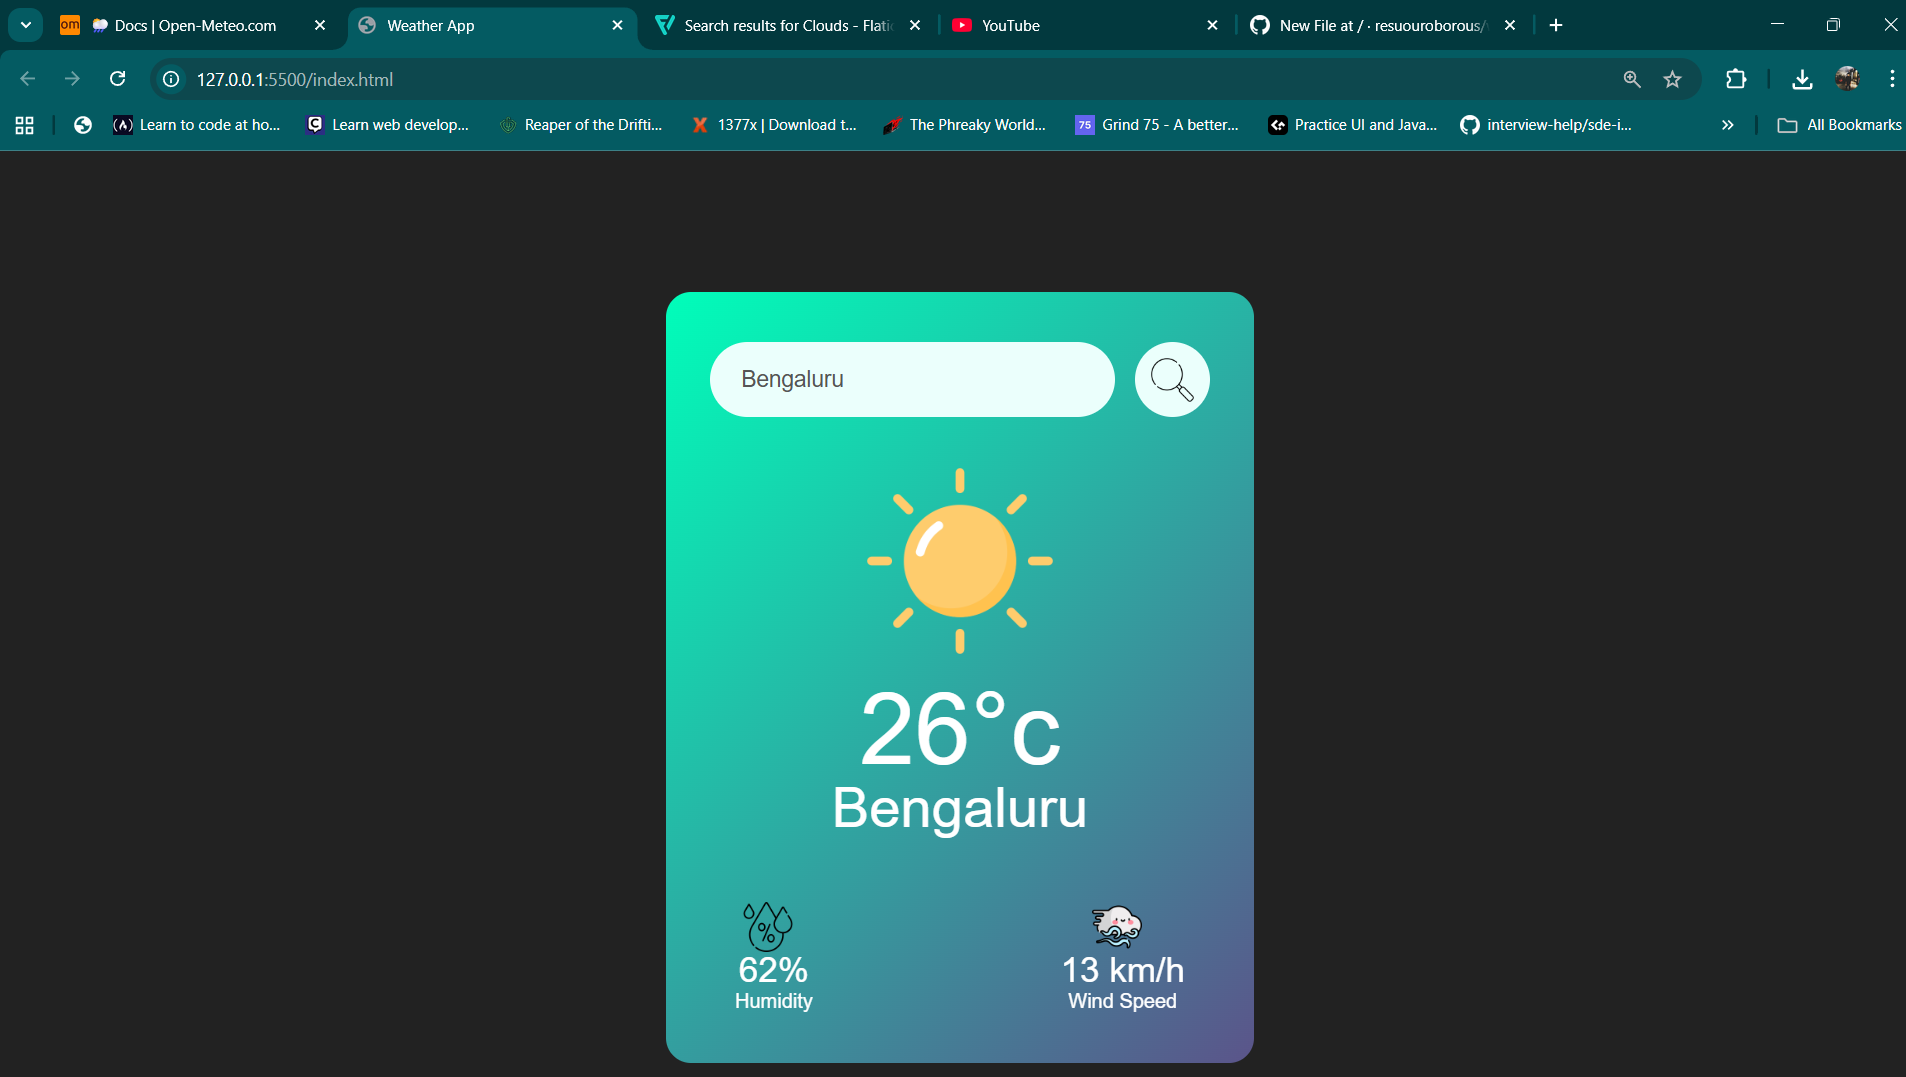 om Docs | Open-Meteo.com
Weather App
Search results for Clouds - Flatic
YouTube
New File at / · resuouroborous/
127.0.0.1:5500/index.html
Learn to code at ho...
Learn web develop...
Reaper of the Drifti...
1377x | Download t...
The Phreaky World...
75 Grind 75 - A better...
Practice UI and Java...
interview-help/sde-i...
All Bookmarks
Bengaluru
26°c
Bengaluru
62%
Humidity
13 km/h
Wind Speed